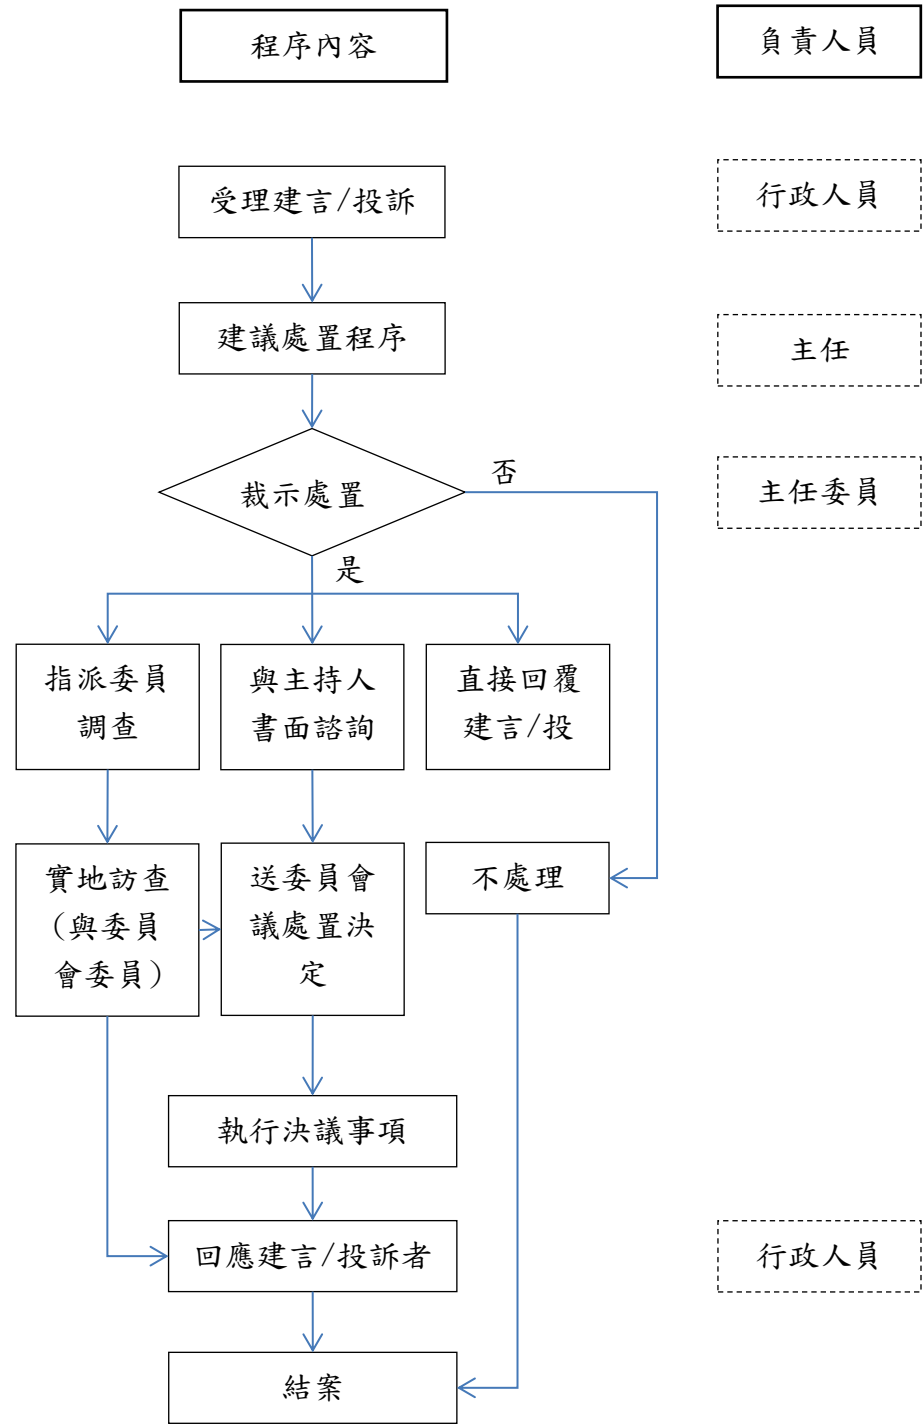 程序內容
負責人員
受理建言/投訴
行政人員
建議處置程序
主任
裁示處置
否
主任委員
是
指派委員
調查
與主持人
書面諮詢
直接回覆
建言/投
實地訪查
(與委員
會委員)
送委員會
議處置決
定
不處理
執行決議事項
回應建言/投訴者
行政人員
結案